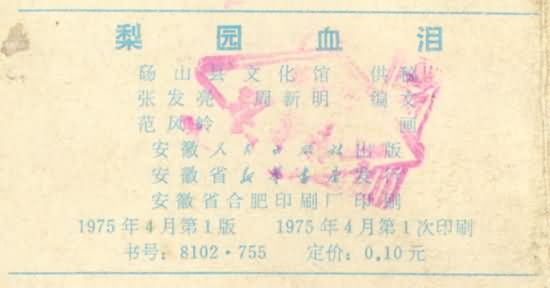 梨园血泪
砀山县文化馆 供稿
张发亮 周新明 编文
范凤岭 画
安徽人民出版社出版
安徽省新华书店发行
安徽省合肥印刷厂印刷
1975年4月第1版 1975年4月第1次印刷
书号：8102·755 定价：0.10元